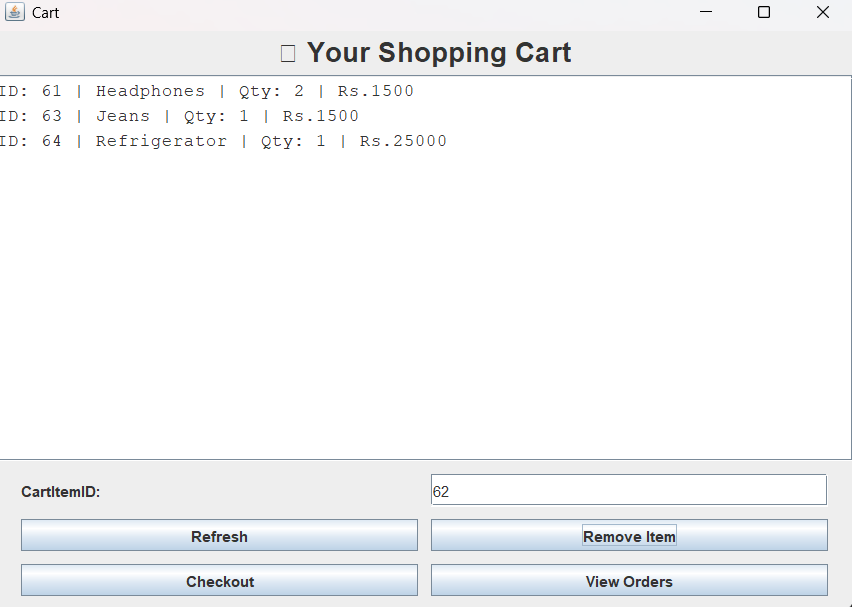 Cart
Your Shopping Cart
ID: 61 | Headphones | Qty: 2 | Rs.1500
ID: 63 | Jeans | Qty: 1 | Rs.1500
ID: 64 | Refrigerator | Qty: 1 | Rs.25000
CartItemID: 62
Refresh Remove Item
Checkout View Orders